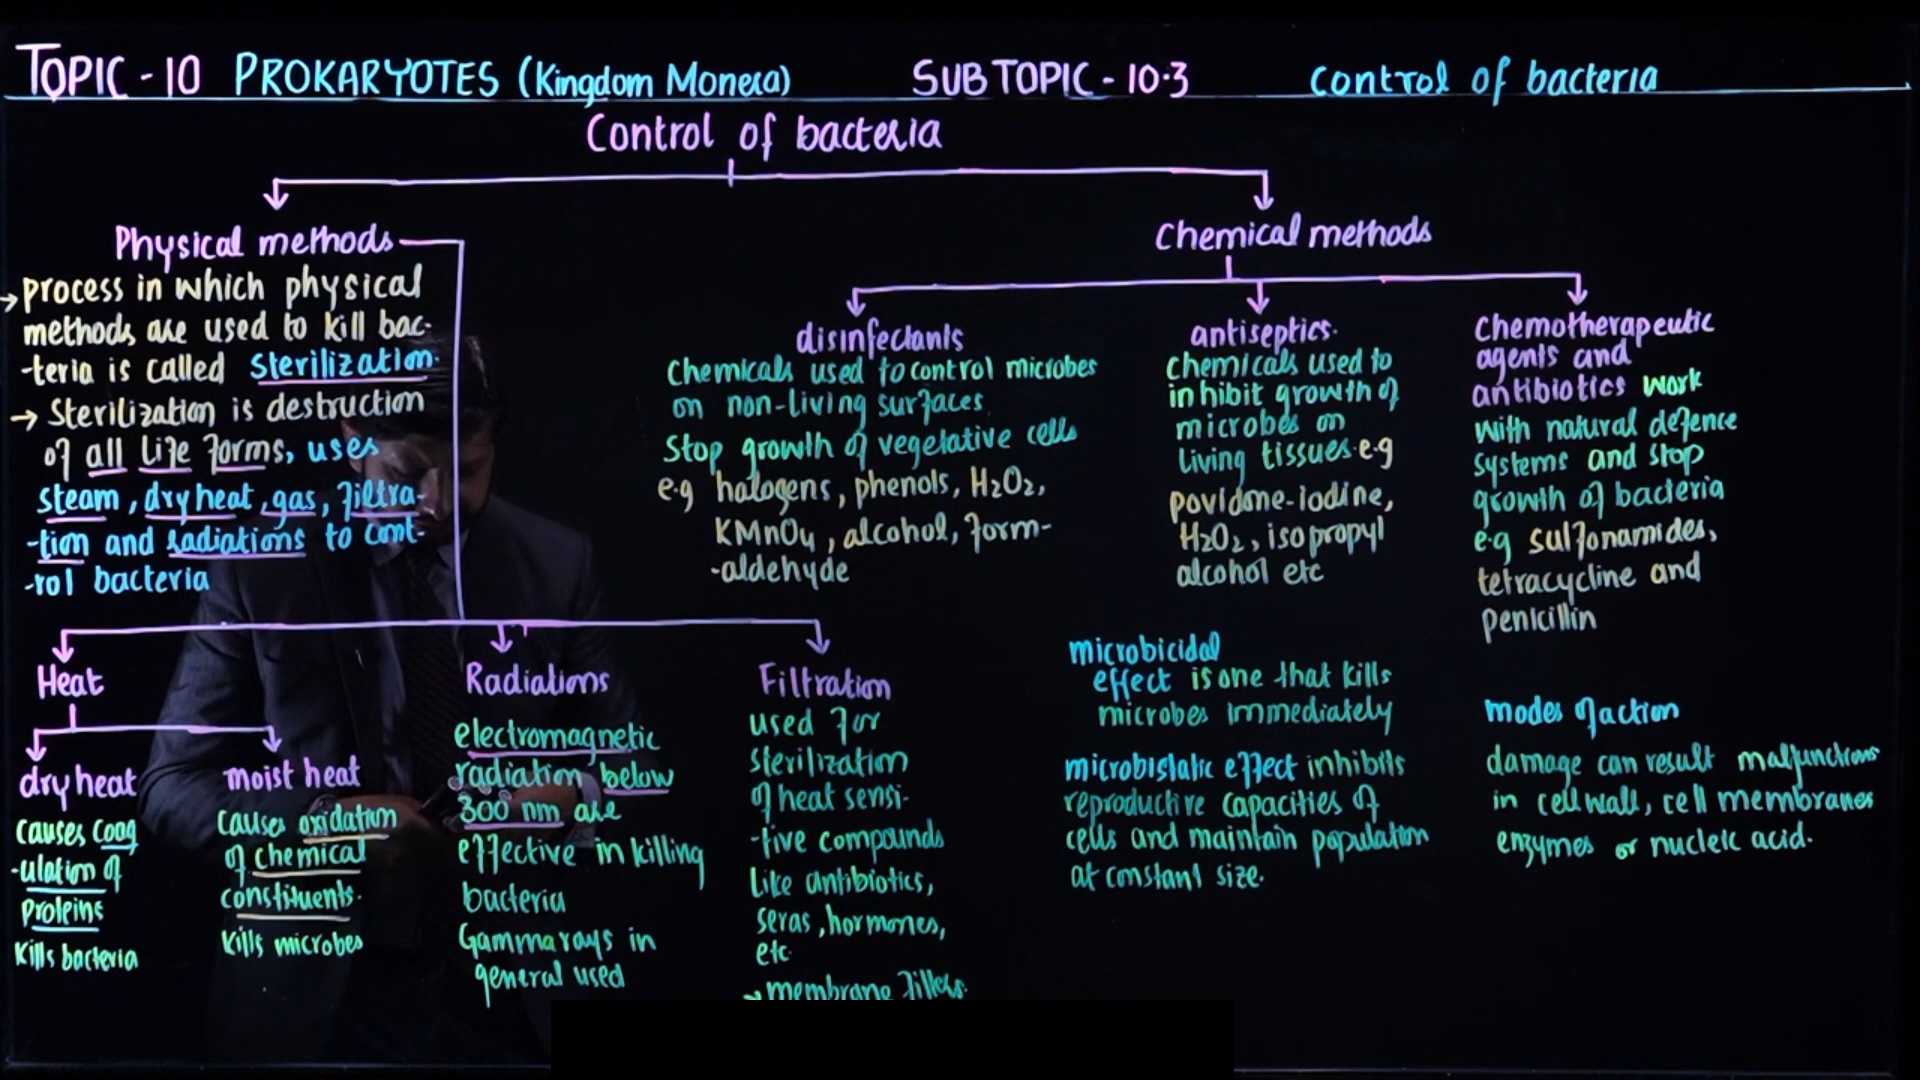 TOPIC - 10 PROKARYOTES (Kingdom Monera) SUBTOPIC - 10.3 control of bacteria
Control of bacteria
Physical methods
→ process in which physical
methods are used to kill bac-
-teria is called sterilization.
→ Sterilization is destruction
of all life forms, uses
steam, dry heat, gas, filtra-
-tion and radiations to cont-
-rol bacteria
Heat
dry heat
causes coag
-ulation of
proteins
kills bacteria
moist heat
causes oxidation
of chemical
constituents.
kills microbes
Radiations
electromagnetic
radiation below
300 nm are
effective in killing
bacteria
Gamma rays in
general used
Filtration
used for
sterilization
of heat sensi-
-tive compounds
like antibiotics,
seras, hormones,
etc
→ membrane filters.
Chemical methods
disinfectants
chemicals used to control microbes
on non-living surfaces
stop growth of vegetative cells
e.g halogens, phenols, H₂O₂,
KMnO₄, alcohol, form-
-aldehyde
antiseptics.
chemicals used to
inhibit growth of
microbes on
living tissues e.g
povidone-iodine,
H₂O₂, isopropyl
alcohol etc
Chemotherapeutic
agents and
antibiotics work
with natural defence
systems and stop
growth of bacteria
e.g sulfonamides,
tetracycline and
penicillin
microbicidal
effect is one that kills
microbes immediately
microbistatic effect inhibits
reproductive capacities of
cells and maintain population
at constant size.
modes of action
damage can result malfunctions
in cell wall, cell membranes
enzymes or nucleic acid.